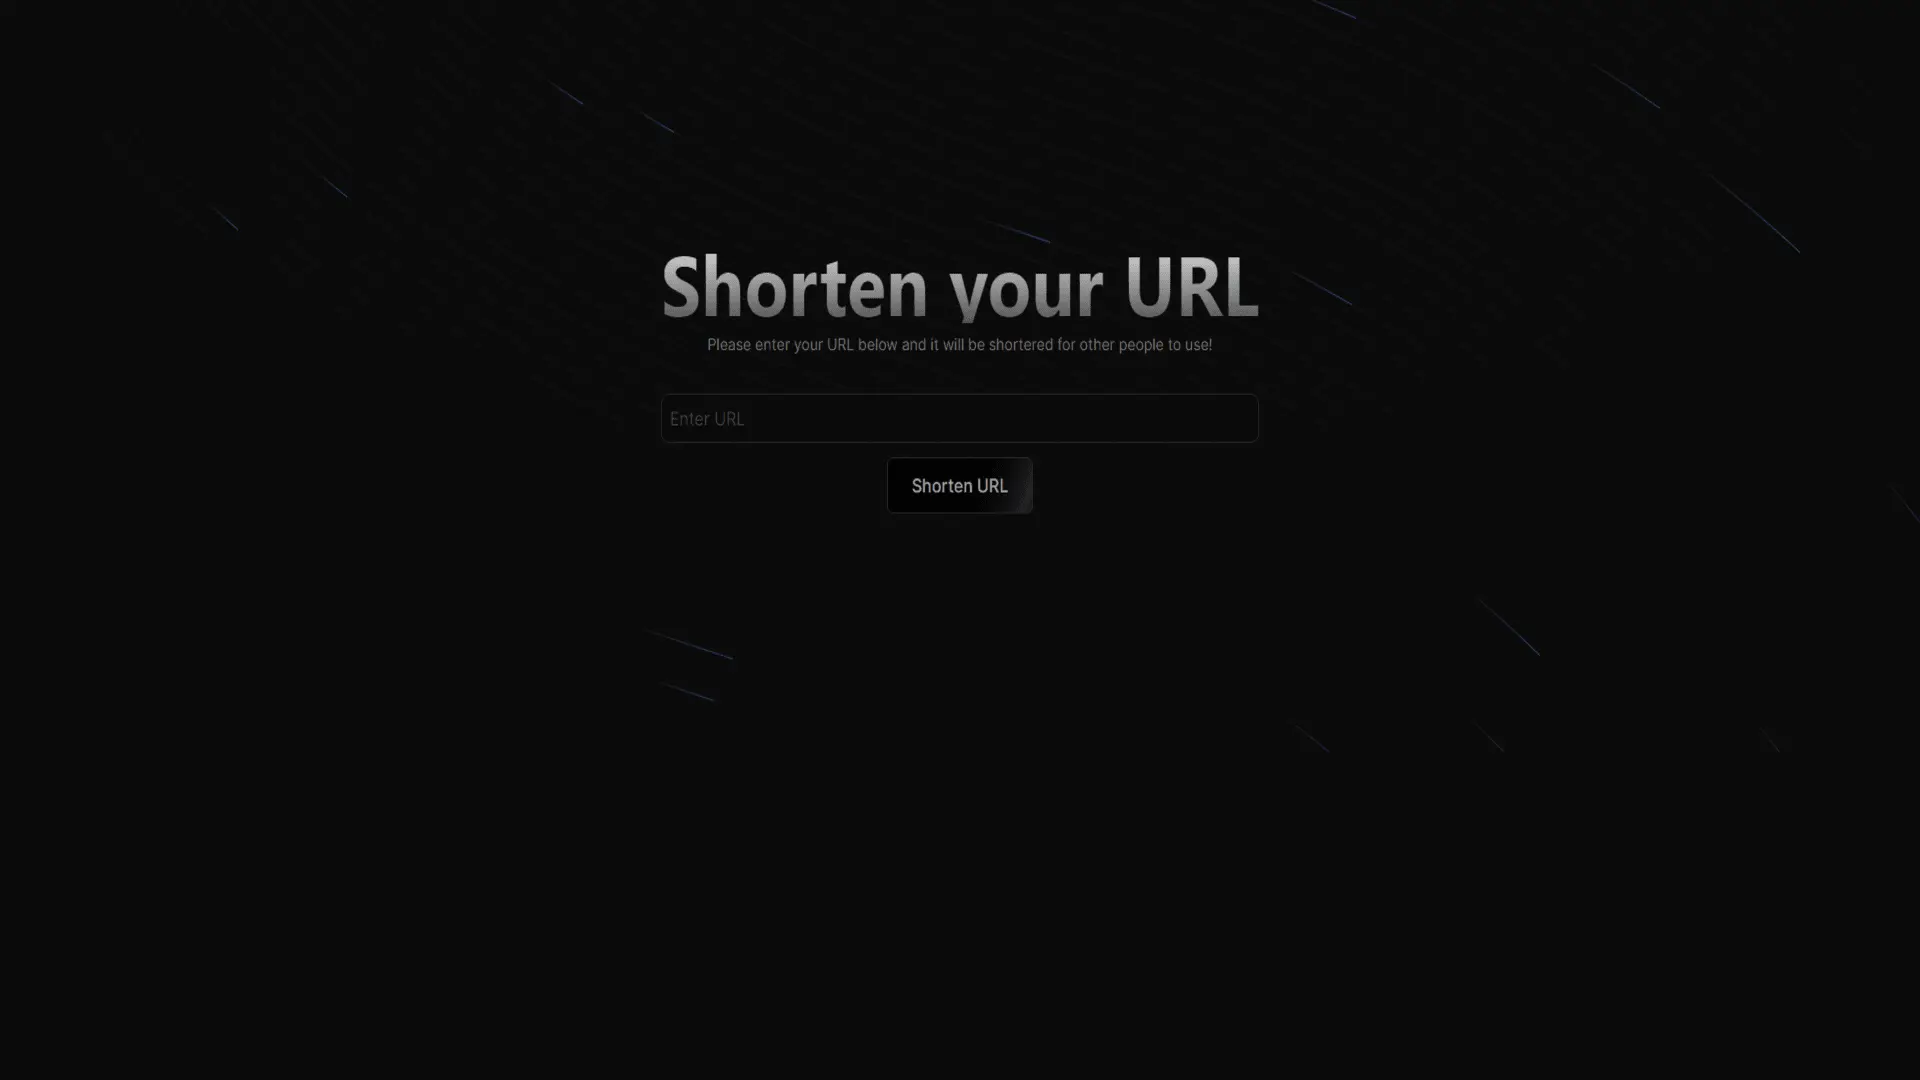 Shorten your URL
Please enter your URL below and it will be shortered for other people to use!
Enter URL
Shorten URL